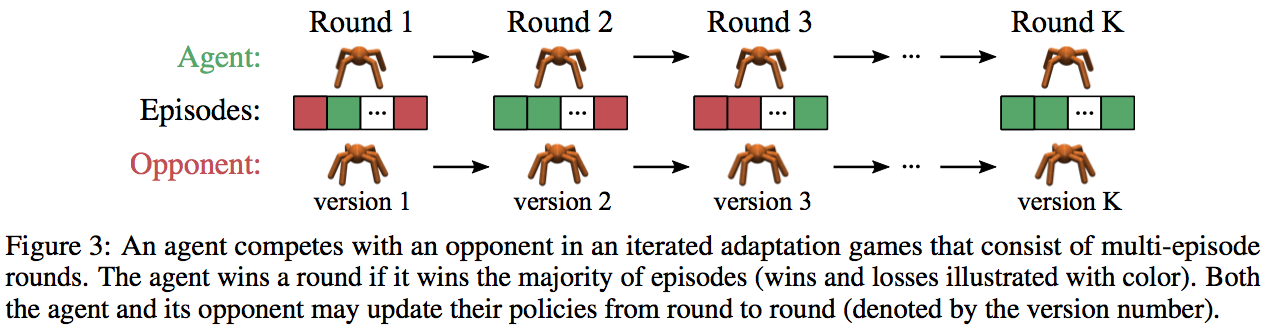 Round 1 Round 2 Round 3 Round K
Agent: ...
Episodes: ... ... ... ...
Opponent: ...
version 1 version 2 version 3 version K
Figure 3: An agent competes with an opponent in an iterated adaptation games that consist of multi-episode
rounds. The agent wins a round if it wins the majority of episodes (wins and losses illustrated with color). Both
the agent and its opponent may update their policies from round to round (denoted by the version number).